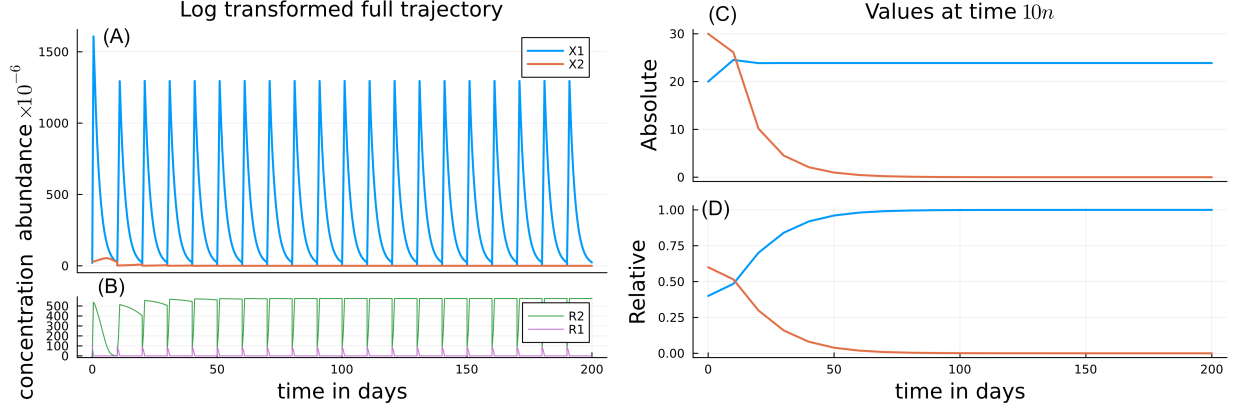 Log transformed full trajectory
(A)
X1
X2
1500
1000
500
0
concentration abundance ×10⁻⁶
(B)
R2
R1
500
400
300
200
100
0
0 50 100 150 200
time in days
Values at time 10n
(C)
30
20
10
0
Absolute
(D)
1.00
0.75
0.50
0.25
0.00
Relative
0 50 100 150 200
time in days